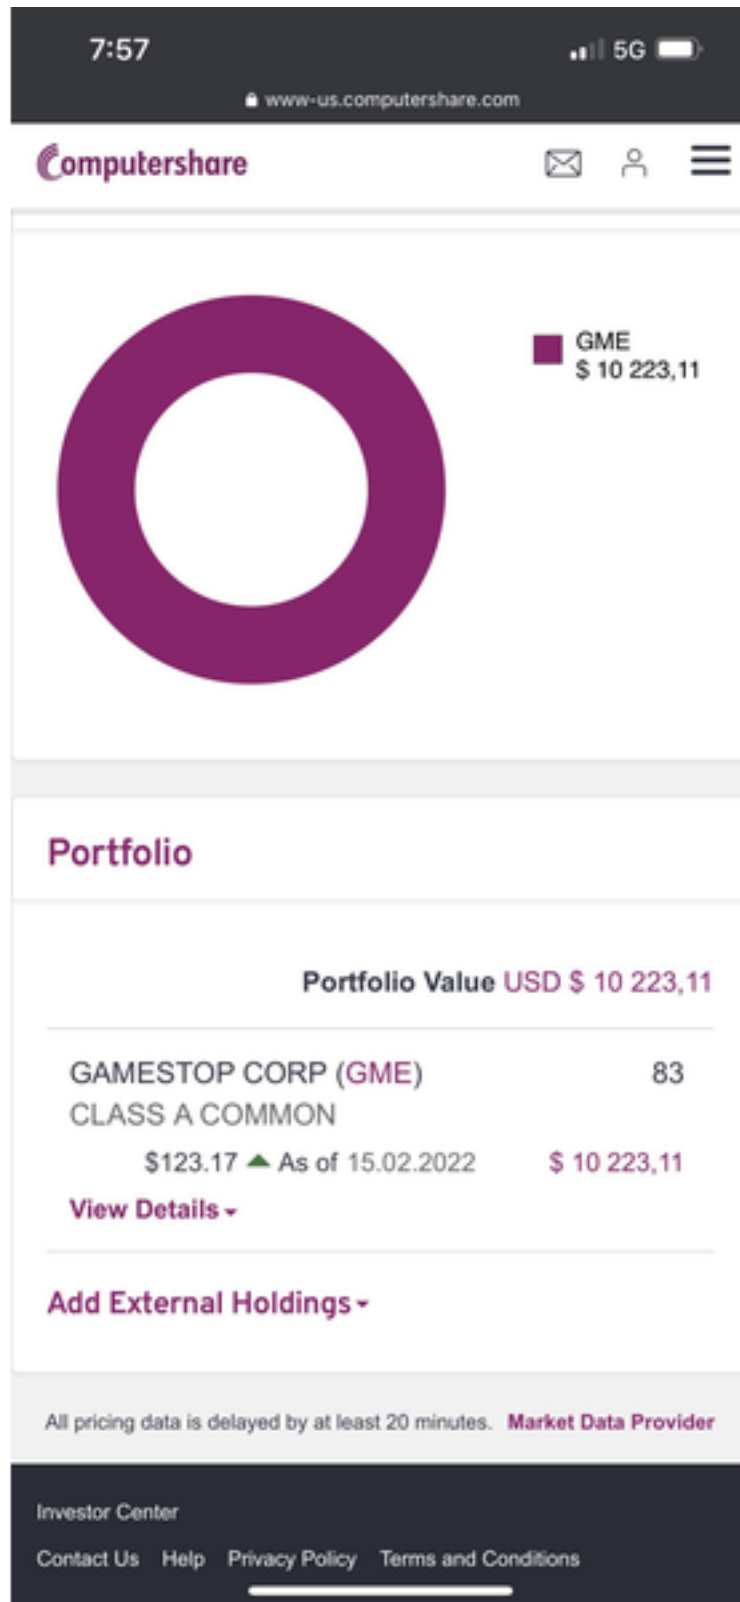 7:57 5G
www-us.computershare.com
Computershare
GME
$ 10 223,11
Portfolio
Portfolio Value USD $ 10 223,11
GAMESTOP CORP (GME) 83
CLASS A COMMON
$123.17 As of 15.02.2022 $ 10 223,11
View Details
Add External Holdings
All pricing data is delayed by at least 20 minutes. Market Data Provider
Investor Center
Contact Us Help Privacy Policy Terms and Conditions